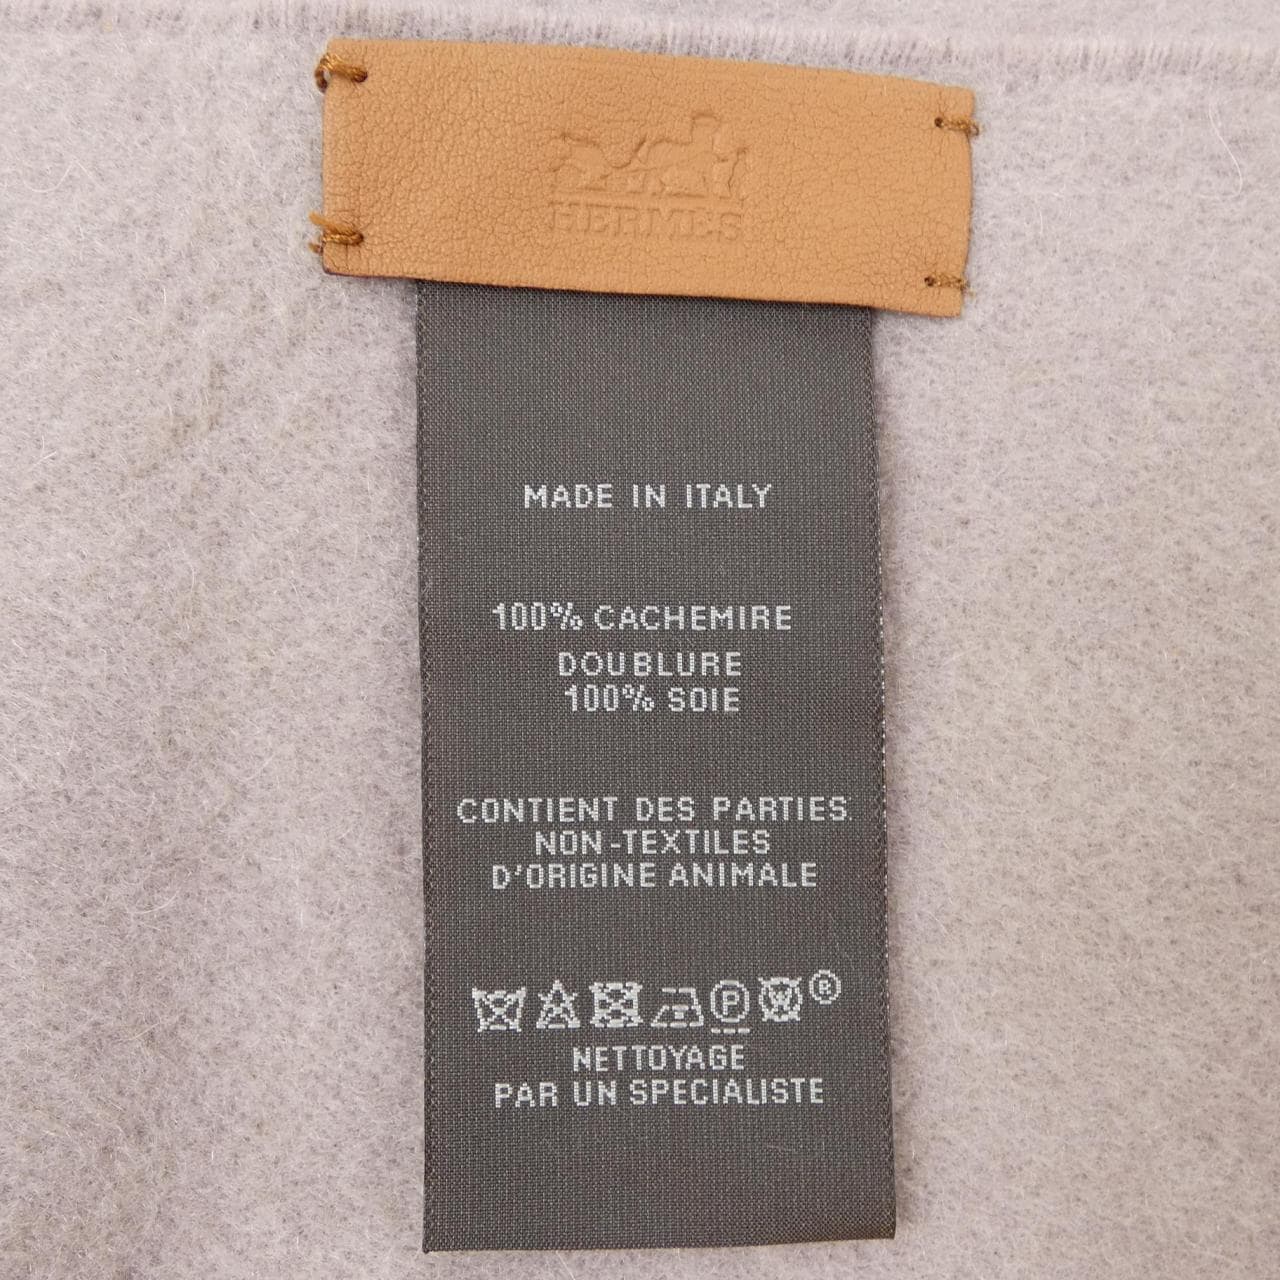 HERMES
MADE IN ITALY
100% CACHEMIRE
DOUBLURE
100% SOIE
CONTIENT DES PARTIES
NON-TEXTILES
D'ORIGINE ANIMALE
P W ®
NETTOYAGE
PAR UN SPECIALISTE